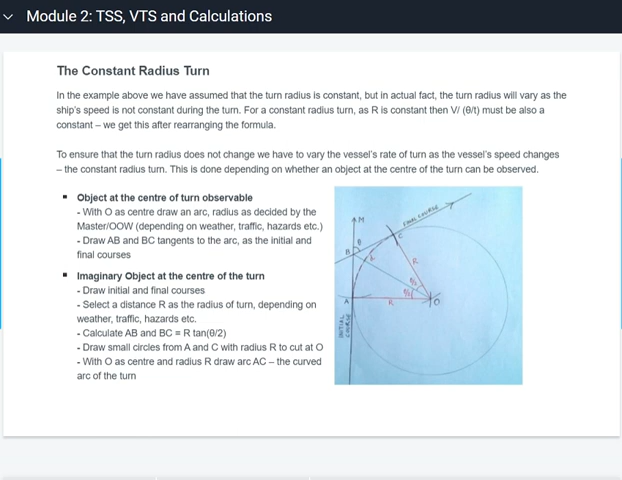 Module 2: TSS, VTS and Calculations
The Constant Radius Turn
In the example above we have assumed that the turn radius is constant, but in actual fact, the turn radius will vary as the
ship's speed is not constant during the turn. For a constant radius turn, as R is constant then V/ (θ/t) must be also a
constant – we get this after rearranging the formula.
To ensure that the turn radius does not change we have to vary the vessel's rate of turn as the vessel's speed changes
– the constant radius turn. This is done depending on whether an object at the centre of the turn can be observed.
▪ Object at the centre of turn observable
- With O as centre draw an arc, radius as decided by the
Master/OOW (depending on weather, traffic, hazards etc.)
- Draw AB and BC tangents to the arc, as the initial and
final courses
▪ Imaginary Object at the centre of the turn
- Draw initial and final courses
- Select a distance R as the radius of turn, depending on
weather, traffic, hazards etc.
- Calculate AB and BC = R tan(θ/2)
- Draw small circles from A and C with radius R to cut at O
- With O as centre and radius R draw arc AC – the curved
arc of the turn
M
FINAL COURSE
θ
C
B
R
θ/2
A
R
O
INITIAL
COURSE